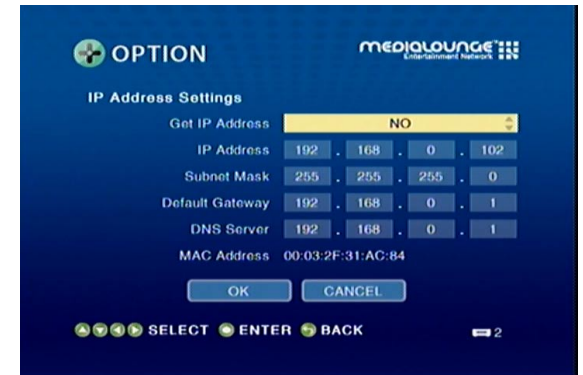 OPTION
MEDIALOUNGE™
Entertainment Network
IP Address Settings
Get IP Address NO
IP Address 192 . 168 . 0 . 102
Subnet Mask 255 . 255 . 255 . 0
Default Gateway 192 . 168 . 0 . 1
DNS Server 192 . 168 . 0 . 1
MAC Address 00:03:2F:31:AC:84
OK CANCEL
SELECT ENTER BACK 2